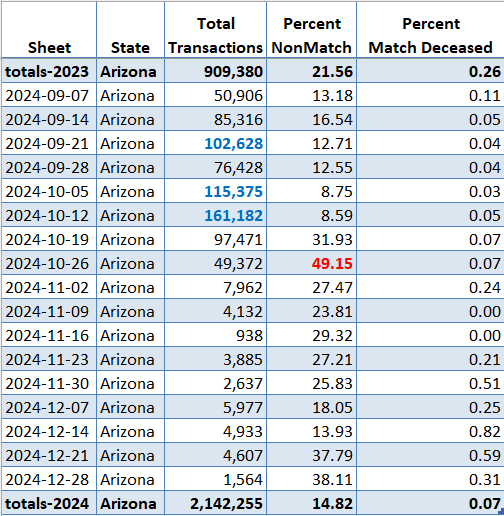 Total Percent Percent
Sheet State Transactions NonMatch Match Deceased
totals-2023 Arizona 909,380 21.56 0.26
2024-09-07 Arizona 50,906 13.18 0.11
2024-09-14 Arizona 85,316 16.54 0.05
2024-09-21 Arizona 102,628 12.71 0.04
2024-09-28 Arizona 76,428 12.55 0.04
2024-10-05 Arizona 115,375 8.75 0.03
2024-10-12 Arizona 161,182 8.59 0.05
2024-10-19 Arizona 97,471 31.93 0.07
2024-10-26 Arizona 49,372 49.15 0.07
2024-11-02 Arizona 7,962 27.47 0.24
2024-11-09 Arizona 4,132 23.81 0.00
2024-11-16 Arizona 938 29.32 0.00
2024-11-23 Arizona 3,885 27.21 0.21
2024-11-30 Arizona 2,637 25.83 0.51
2024-12-07 Arizona 5,977 18.05 0.25
2024-12-14 Arizona 4,933 13.93 0.82
2024-12-21 Arizona 4,607 37.79 0.59
2024-12-28 Arizona 1,564 38.11 0.31
totals-2024 Arizona 2,142,255 14.82 0.07